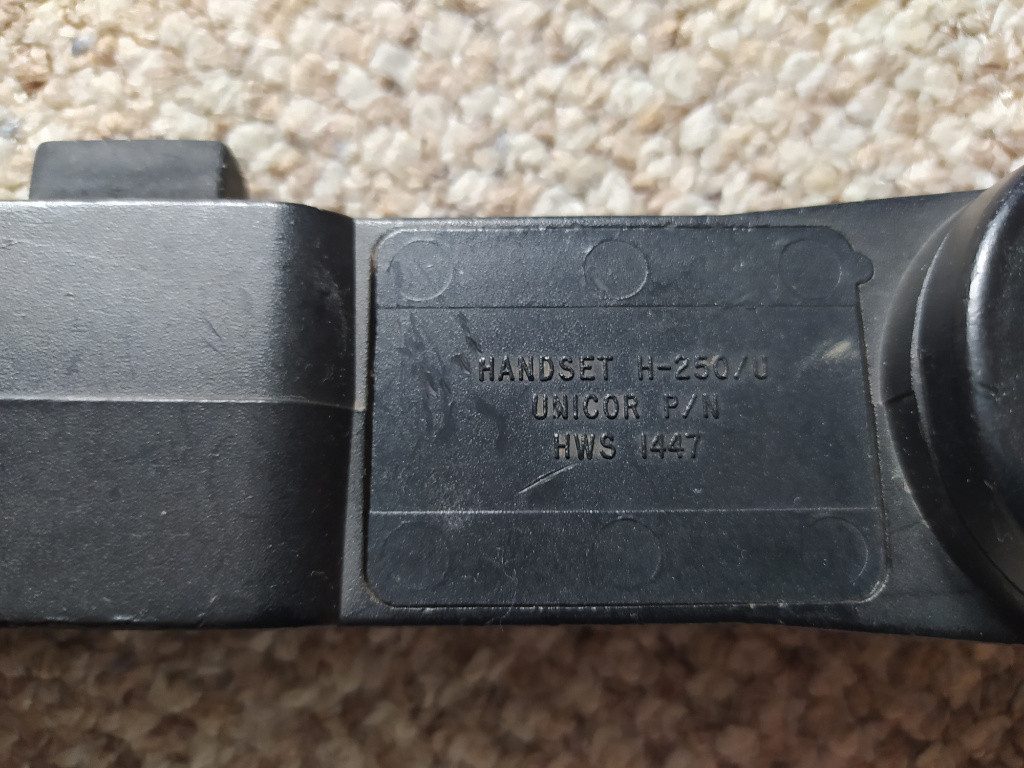 HANDSET H-250/U
UNICOR P/N
HWS 1447